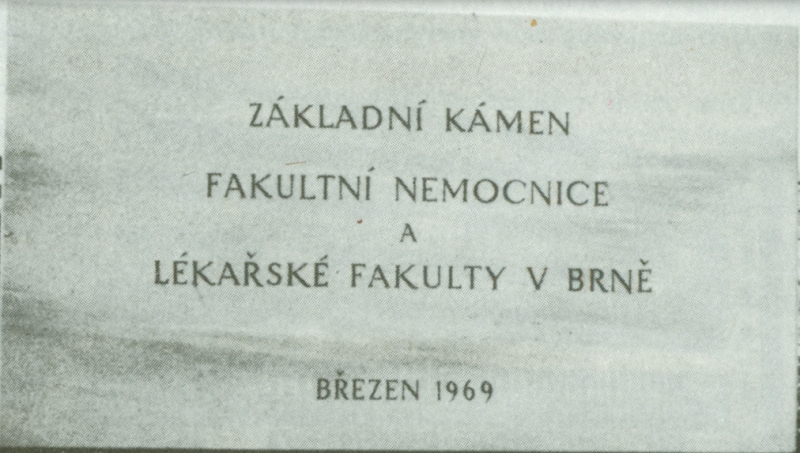 ZÁKLADNÍ KÁMEN
FAKULTNÍ NEMOCNICE
A
LÉKAŘSKÉ FAKULTY V BRNĚ
BŘEZEN 1969